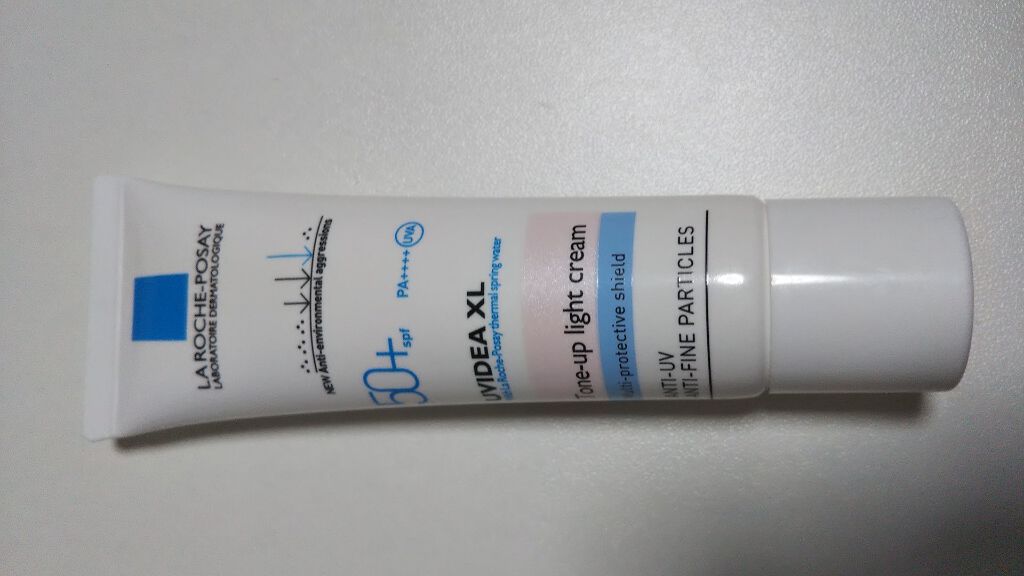 LA ROCHE-POSAY
LABORATOIRE DERMATOLOGIQUE
NEW Anti-environmental aggressions
50+ spf PA++++ UVA
UVIDEA XL
La Roche-Posay thermal spring water
Tone-up light cream
Multi-protective shield
ANTI-UV
ANTI-FINE PARTICLES